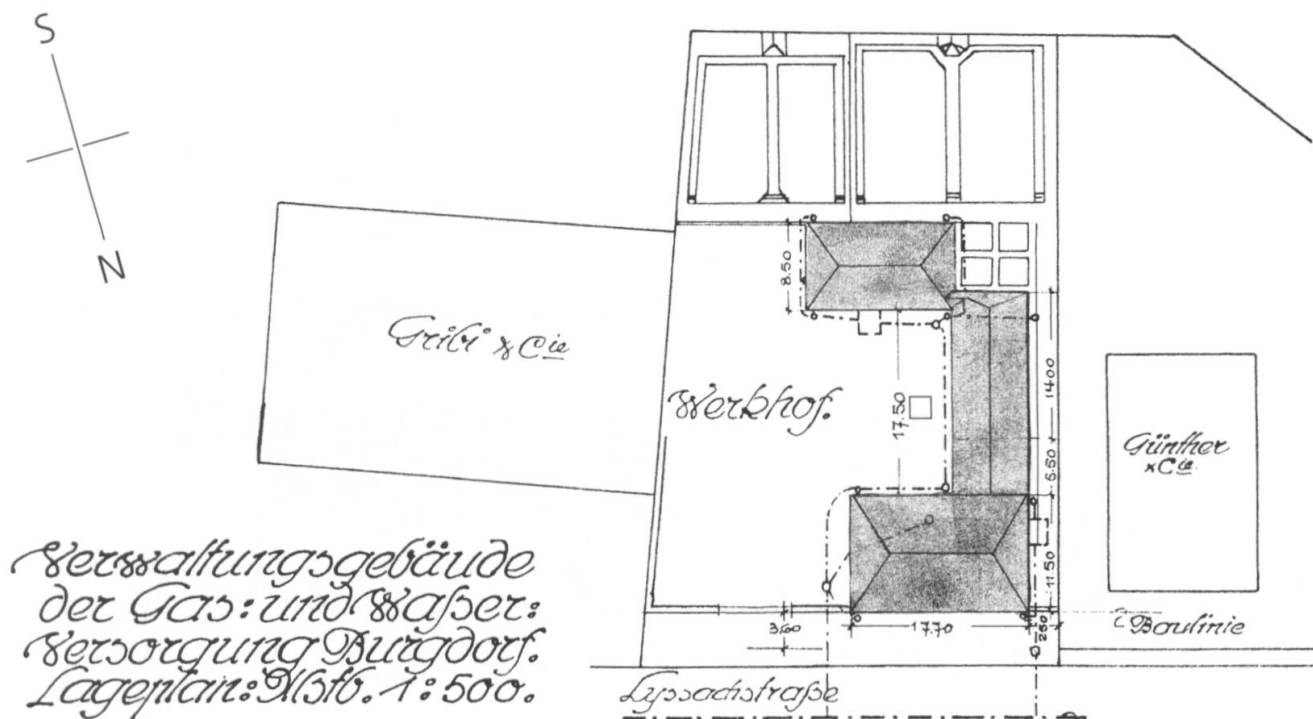 S
N
Gribi & Cie
8.50
Werkhof.
17.50
14.00
5.50
11.50
Günther
& Cie.
3.60
17.70
2.50
Baulinie
Verwaltungsgebäude
der Gas: und Waßer:
Versorgung Burgdorf.
Lageplan: Mstb. 1:500.
Lyssachstraße